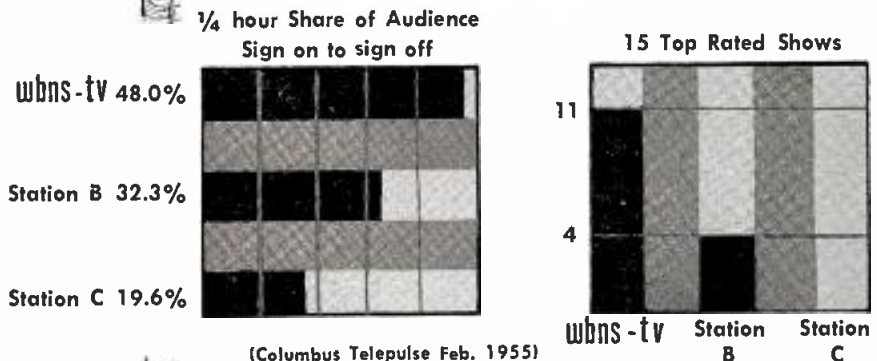 ¼ hour Share of Audience
Sign on to sign off
wbns-tv 48.0%
Station B 32.3%
Station C 19.6%
15 Top Rated Shows
11
4
wbns-tv Station B Station C
(Columbus Telepulse Feb. 1955)